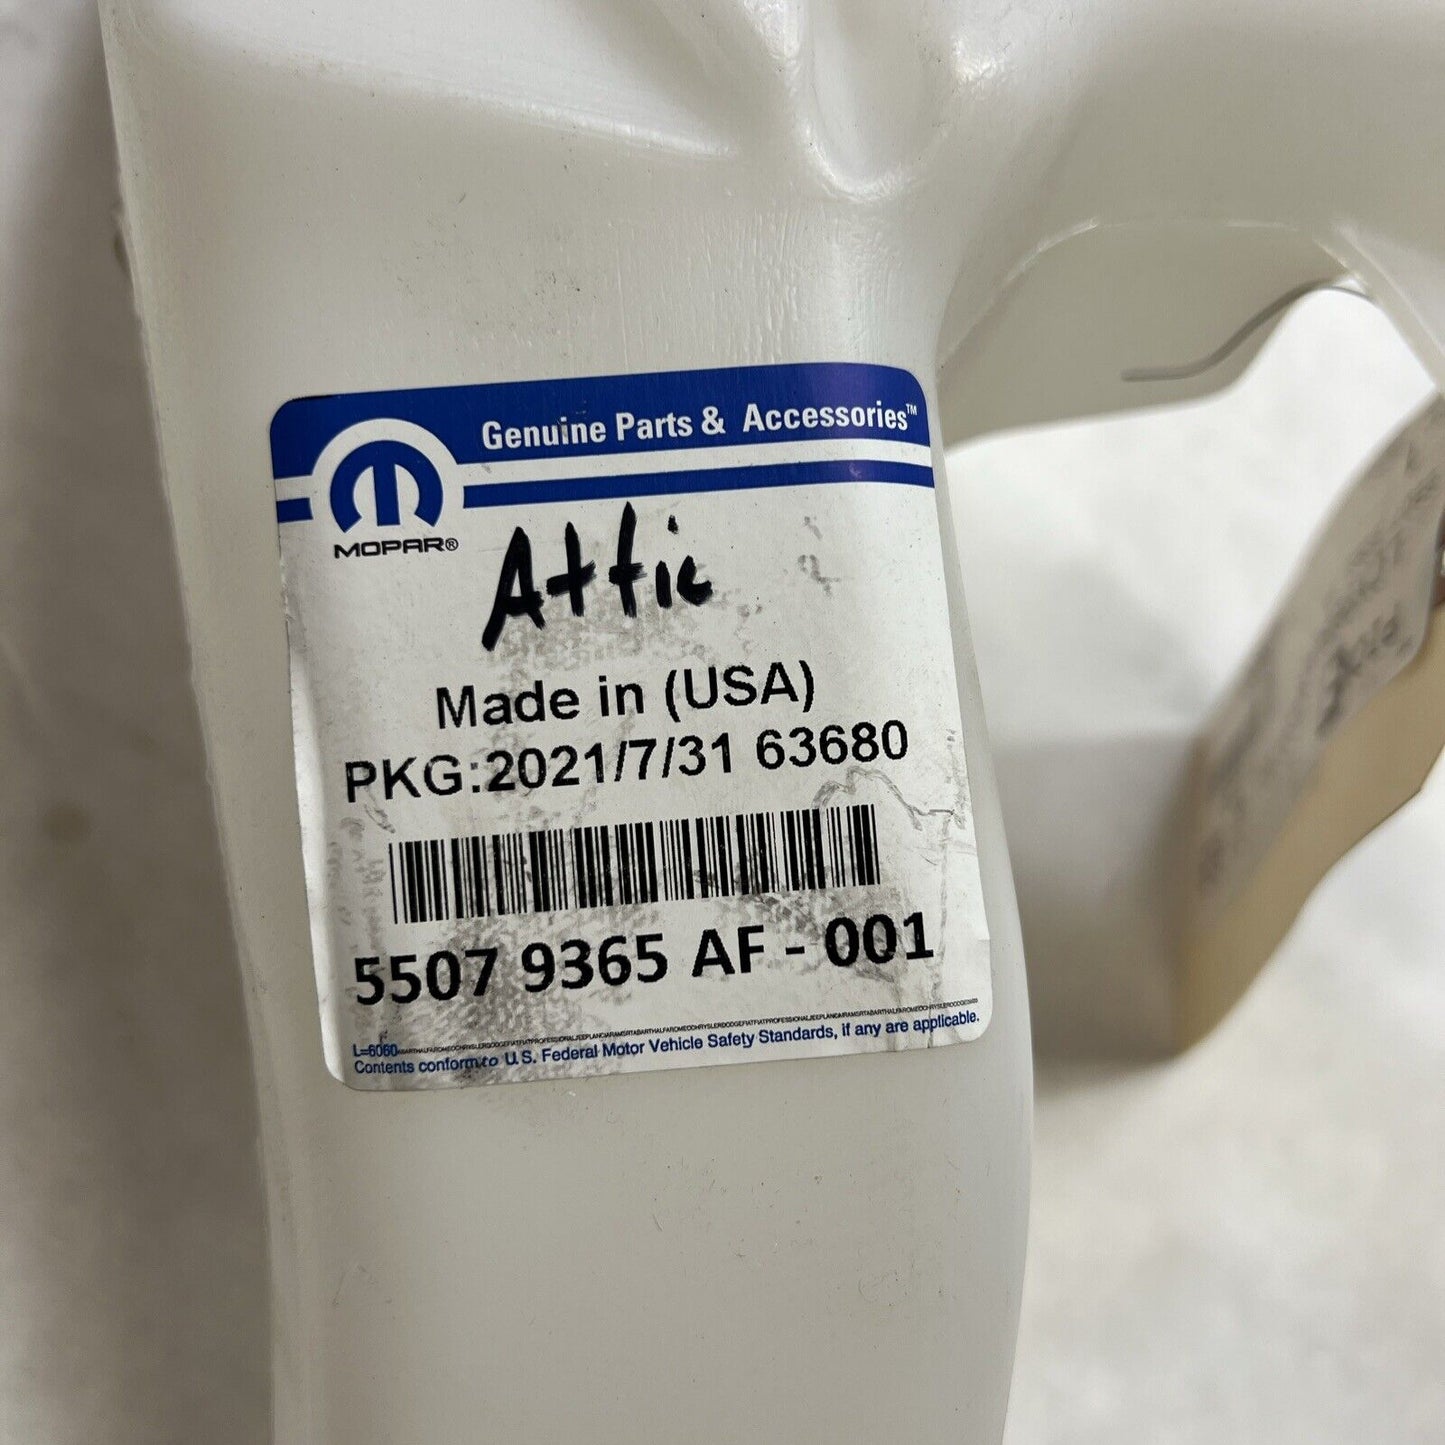 Genuine Parts & Accessories™
MOPAR®
Attic
Made in (USA)
PKG:2021/7/31 63680
5507 9365 AF - 001
L=6060
Contents conform to U.S. Federal Motor Vehicle Safety Standards, if any are applicable.